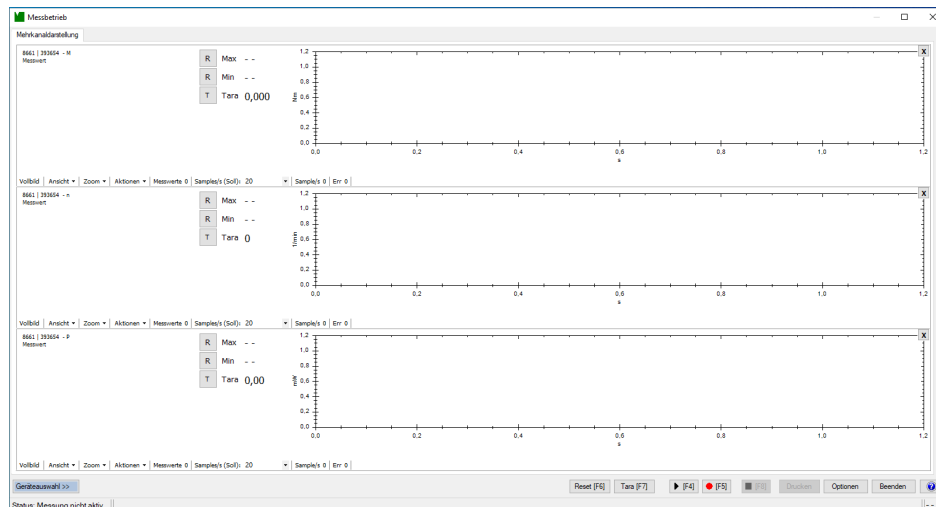 Messbetrieb
Mehrkanaldarstellung
8661 | 393654 - M
Messwert
R Max - -
R Min - -
T Tara 0,000
1,2
1,0
0,8
0,6
0,4
0,2
0,0
Nm
0,0 0,2 0,4 0,6 0,8 1,0 1,2
s
X
Vollbild Ansicht Zoom Aktionen Messwerte 0 Samples/s (Soll): 20 Sample/s 0 Err 0
8661 | 393654 - n
Messwert
R Max - -
R Min - -
T Tara 0
1,2
1,0
0,8
0,6
0,4
0,2
0,0
1/min
0,0 0,2 0,4 0,6 0,8 1,0 1,2
s
X
Vollbild Ansicht Zoom Aktionen Messwerte 0 Samples/s (Soll): 20 Sample/s 0 Err 0
8661 | 393654 - P
Messwert
R Max - -
R Min - -
T Tara 0,00
1,2
1,0
0,8
0,6
0,4
0,2
0,0
mW
0,0 0,2 0,4 0,6 0,8 1,0 1,2
s
X
Vollbild Ansicht Zoom Aktionen Messwerte 0 Samples/s (Soll): 20 Sample/s 0 Err 0
Geräteauswahl >> Reset [F6] Tara [F7] [F4] [F5] [F8] Drucken Optionen Beenden ?
Status: Messung nicht aktiv - -